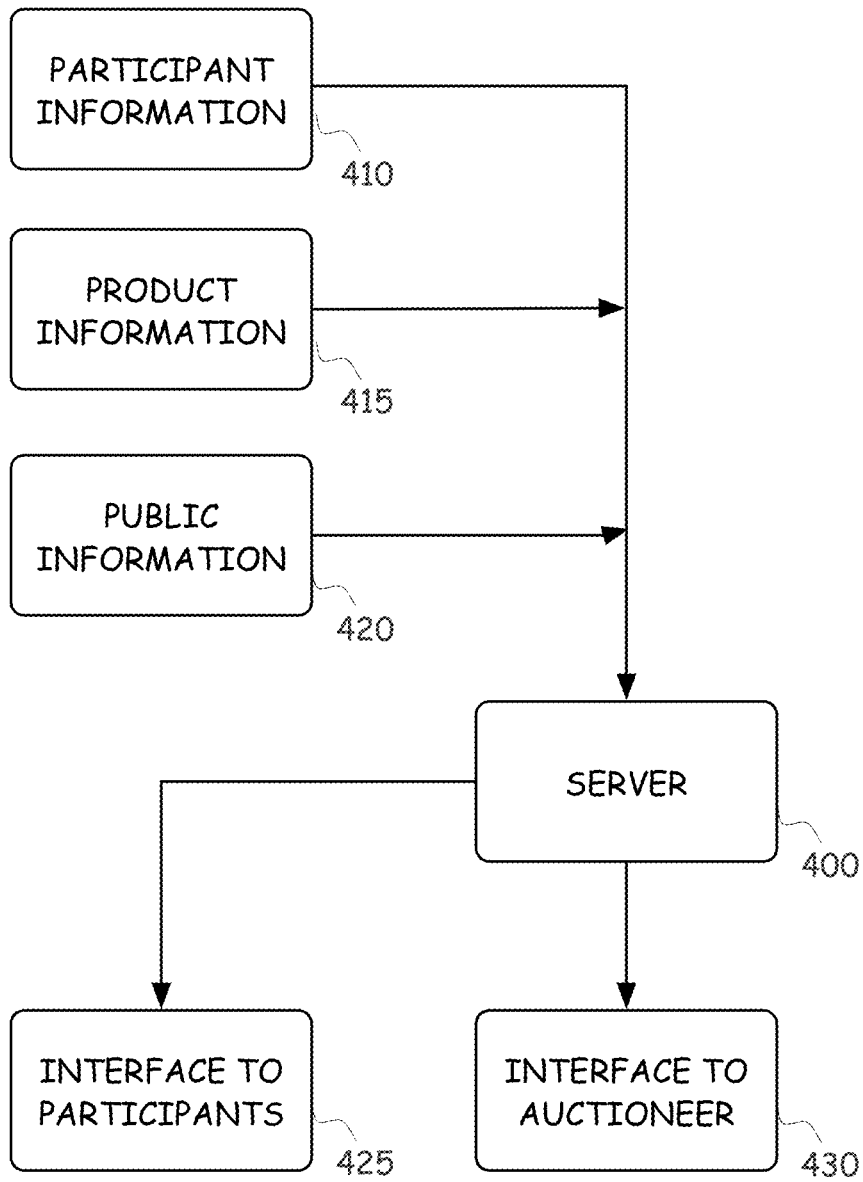 PARTICIPANT
INFORMATION
410
PRODUCT
INFORMATION
415
PUBLIC
INFORMATION
420
SERVER
400
INTERFACE TO
PARTICIPANTS
425
INTERFACE TO
AUCTIONEER
430